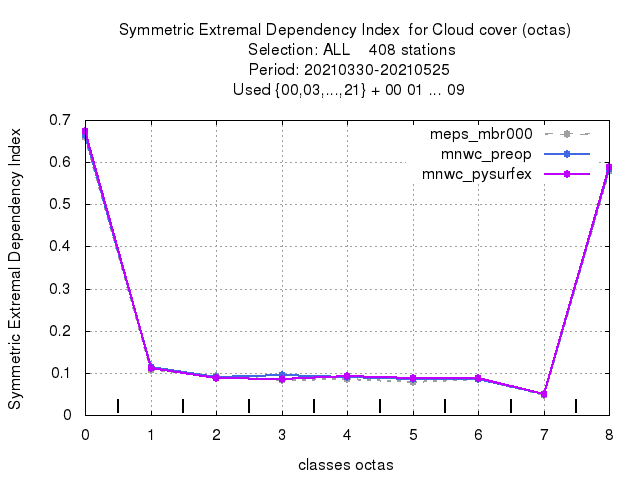 Symmetric Extremal Dependency Index  for Cloud cover (octas)
Selection: ALL    408 stations
Period: 20210330-20210525
Used {00,03,...,21} + 00 01 ... 09
Symmetric Extremal Dependency Index
0.7
0.6
0.5
0.4
0.3
0.2
0.1
0
meps_mbr000
mnwc_preop
mnwc_pysurfex
0 1 2 3 4 5 6 7 8
classes octas